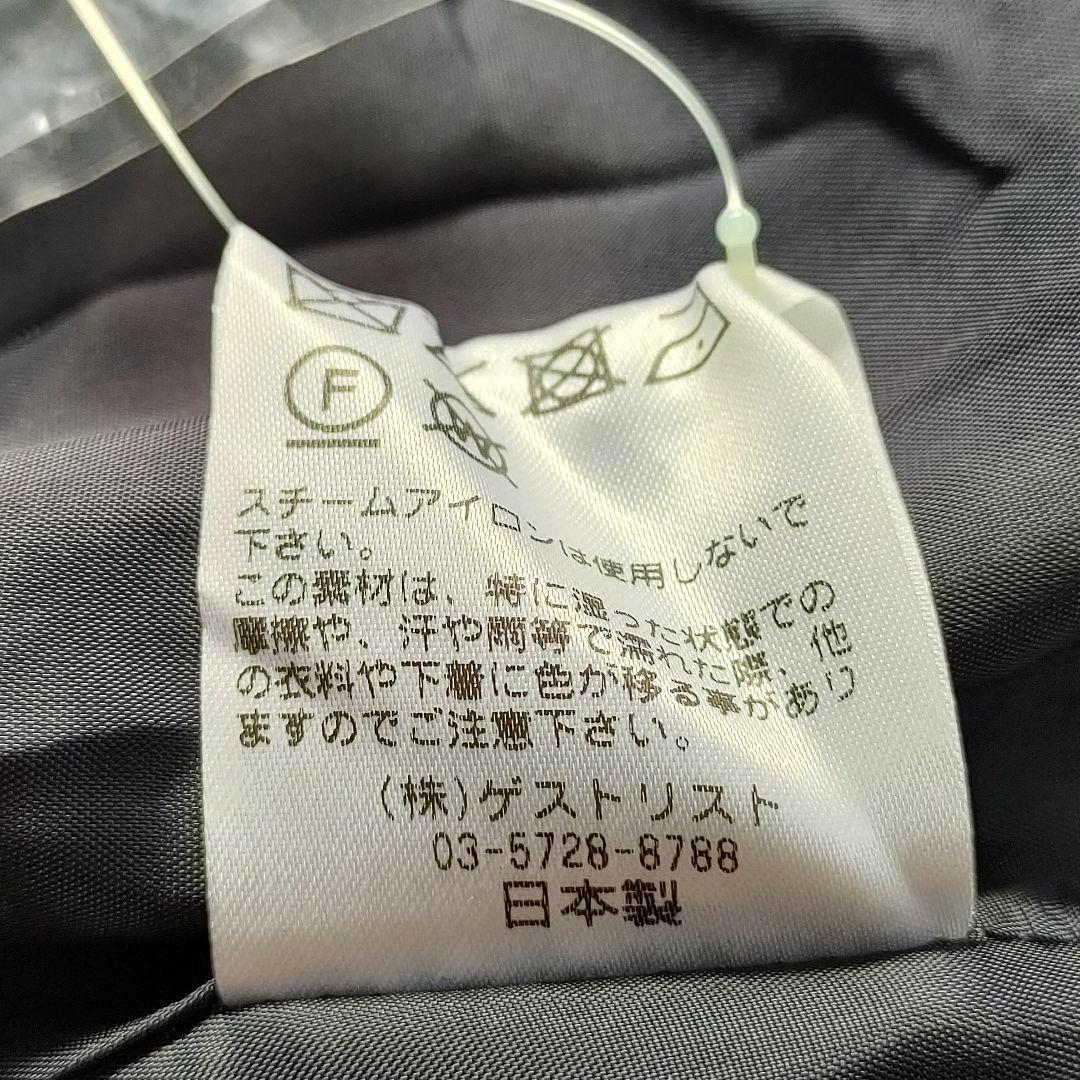 F
スチームアイロンは使用しないで
下さい。
この素材は、特に湿った状態での
摩擦や、汗や雨等で濡れた際、他
の衣料や下着に色が移る事があり
ますのでご注意下さい。
(株)ゲストリスト
03-5728-8788
日本製